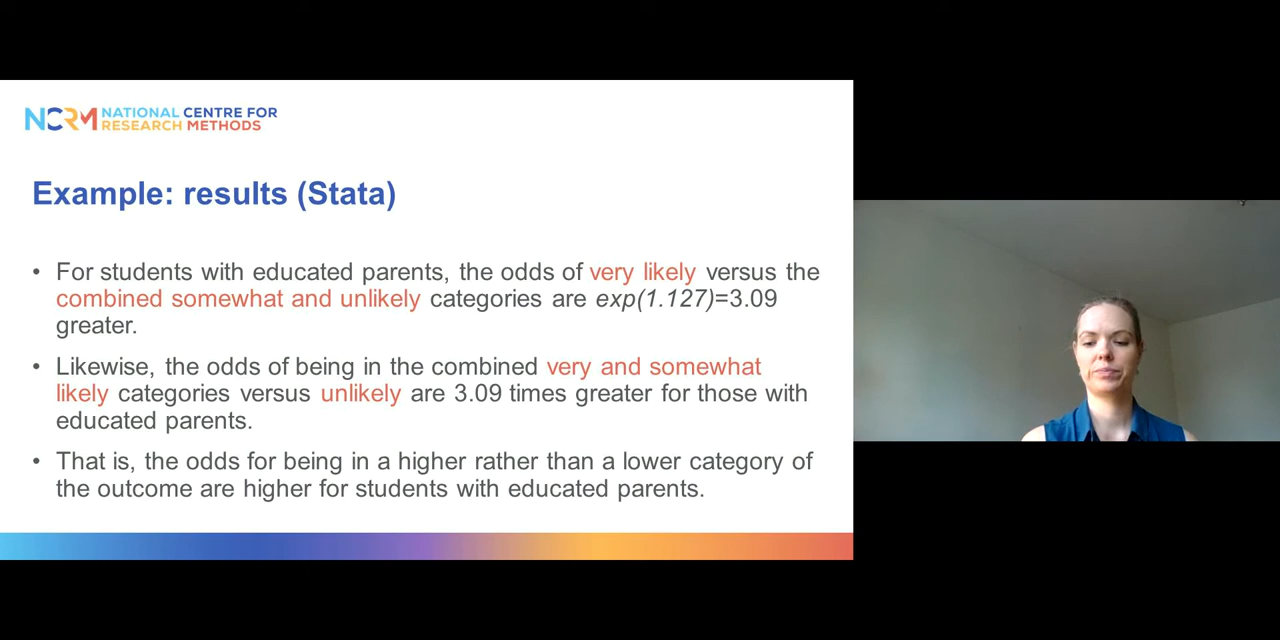 NCRM NATIONAL CENTRE FOR
RESEARCH METHODS
Example: results (Stata)
• For students with educated parents, the odds of very likely versus the
combined somewhat and unlikely categories are exp(1.127)=3.09
greater.
• Likewise, the odds of being in the combined very and somewhat
likely categories versus unlikely are 3.09 times greater for those with
educated parents.
• That is, the odds for being in a higher rather than a lower category of
the outcome are higher for students with educated parents.